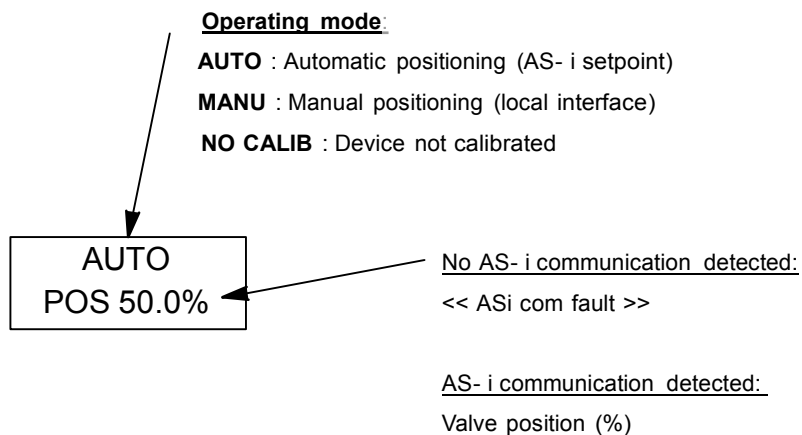 Operating mode:
AUTO : Automatic positioning (AS- i setpoint)
MANU : Manual positioning (local interface)
NO CALIB : Device not calibrated
AUTO
POS 50.0%
No AS- i communication detected:
<< ASi com fault >>
AS- i communication detected:
Valve position (%)